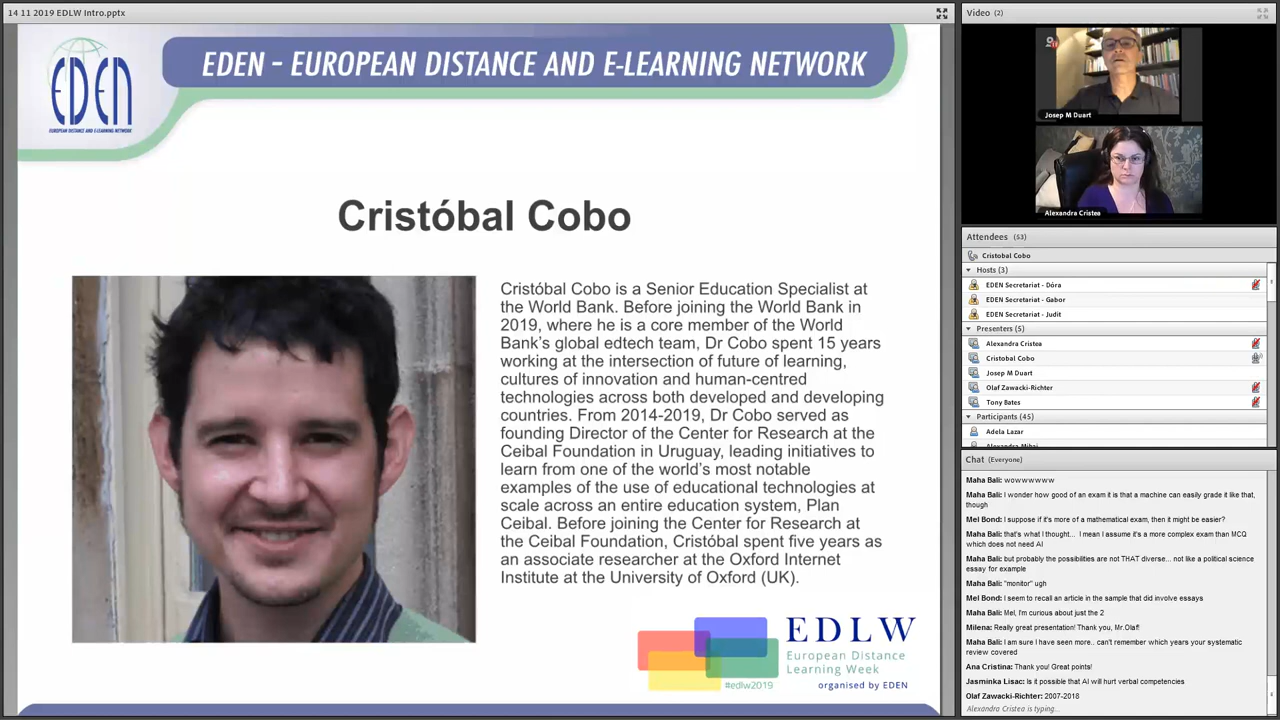 14 11 2019 EDLW Intro.pptx
EDEN
EUROPEAN DISTANCE AND E-LEARNING NETWORK
EDEN - EUROPEAN DISTANCE AND E-LEARNING NETWORK
Cristóbal Cobo
Cristóbal Cobo is a Senior Education Specialist at
the World Bank. Before joining the World Bank in
2019, where he is a core member of the World
Bank's global edtech team, Dr Cobo spent 15 years
working at the intersection of future of learning,
cultures of innovation and human-centred
technologies across both developed and developing
countries. From 2014-2019, Dr Cobo served as
founding Director of the Center for Research at the
Ceibal Foundation in Uruguay, leading initiatives to
learn from one of the world's most notable
examples of the use of educational technologies at
scale across an entire education system, Plan
Ceibal. Before joining the Center for Research at
the Ceibal Foundation, Cristóbal spent five years as
an associate researcher at the Oxford Internet
Institute at the University of Oxford (UK).
EDLW
European Distance
Learning Week
#edlw2019
organised by EDEN
Video (2)
Josep M Duart
Alexandra Cristea
Attendees (53)
Cristobal Cobo
Hosts (3)
EDEN Secretariat - Dóra
EDEN Secretariat - Gabor
EDEN Secretariat - Judit
Presenters (5)
Alexandra Cristea
Cristobal Cobo
Josep M Duart
Olaf Zawacki-Richter
Tony Bates
Participants (45)
Adela Lazar
Alexandra Mihai
Chat (Everyone)
Maha Bali: wowwwwww
Maha Bali: I wonder how good of an exam it is that a machine can easily grade it like that,
though
Mel Bond: I suppose if it's more of a mathematical exam, then it might be easier?
Maha Bali: that's what I thought... I mean I assume it's a more complex exam than MCQ
which does not need AI
Maha Bali: but probably the possibilities are not THAT diverse... not like a political science
essay for example
Maha Bali: "monitor" ugh
Mel Bond: I seem to recall an article in the sample that did involve essays
Maha Bali: Mel, I'm curious about just the 2
Milena: Really great presentation! Thank you, Mr.Olaf!
Maha Bali: I am sure I have seen more.. can't remember which years your systematic
review covered
Ana Cristina: Thank you! Great points!
Jasminka Lisac: Is it possible that AI will hurt verbal competencies
Olaf Zawacki-Richter: 2007-2018
Alexandra Cristea is typing...